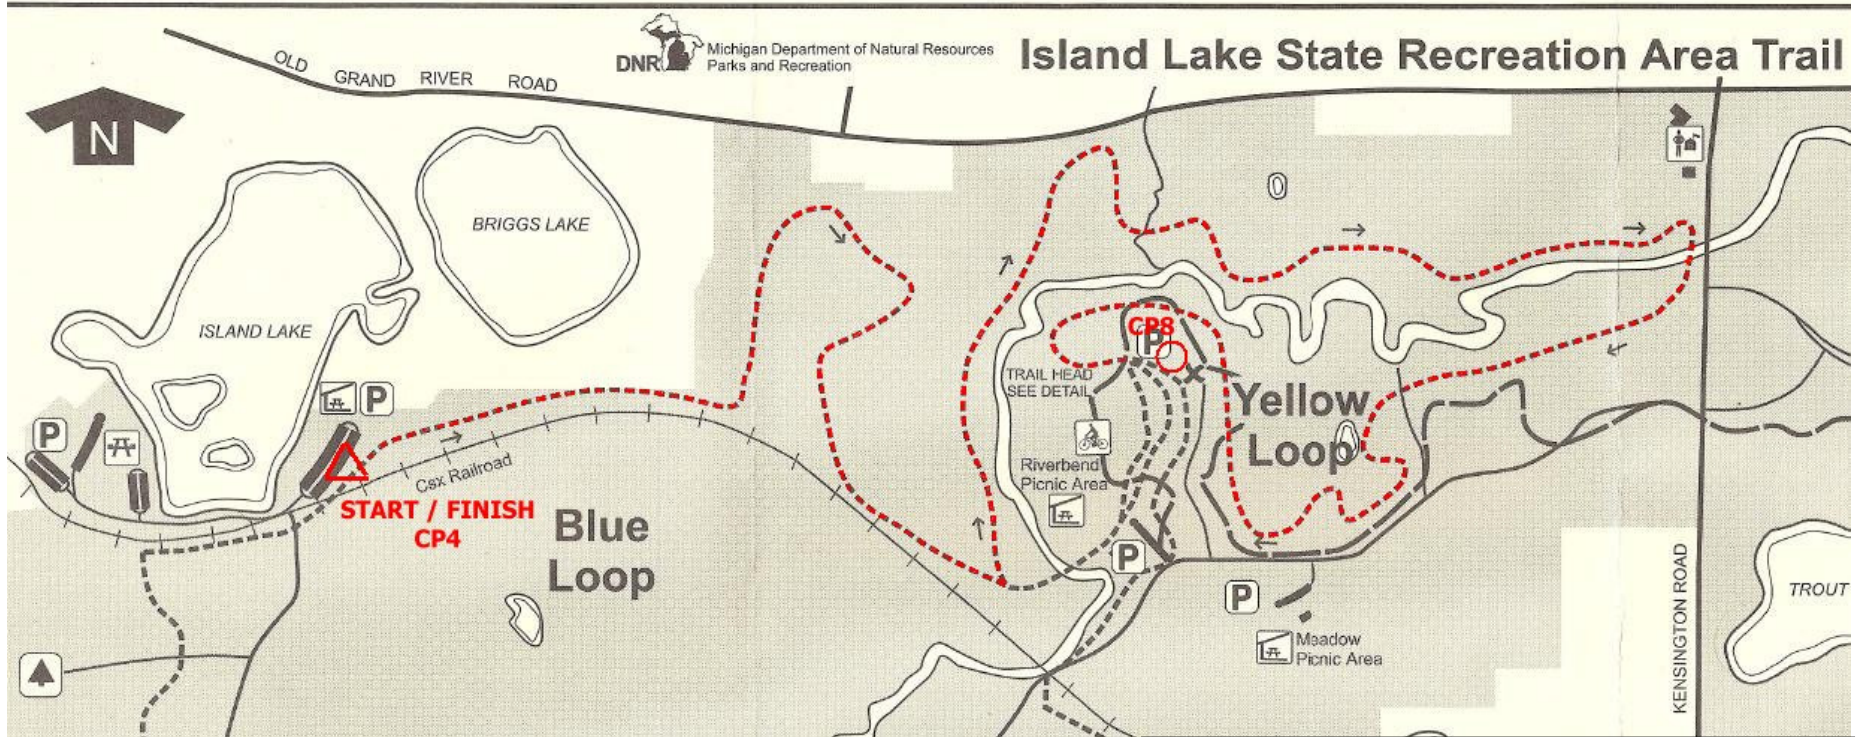 OLD GRAND RIVER ROAD
DNR
Michigan Department of Natural Resources
Parks and Recreation
Island Lake State Recreation Area Trail
N
BRIGGS LAKE
ISLAND LAKE
P
P
Csx Railroad
START / FINISH
CP4
Blue
Loop
CP8
P
TRAIL HEAD
SEE DETAIL
Yellow
Loop
Riverbend
Picnic Area
P
P
Meadow
Picnic Area
KENSINGTON ROAD
TROUT